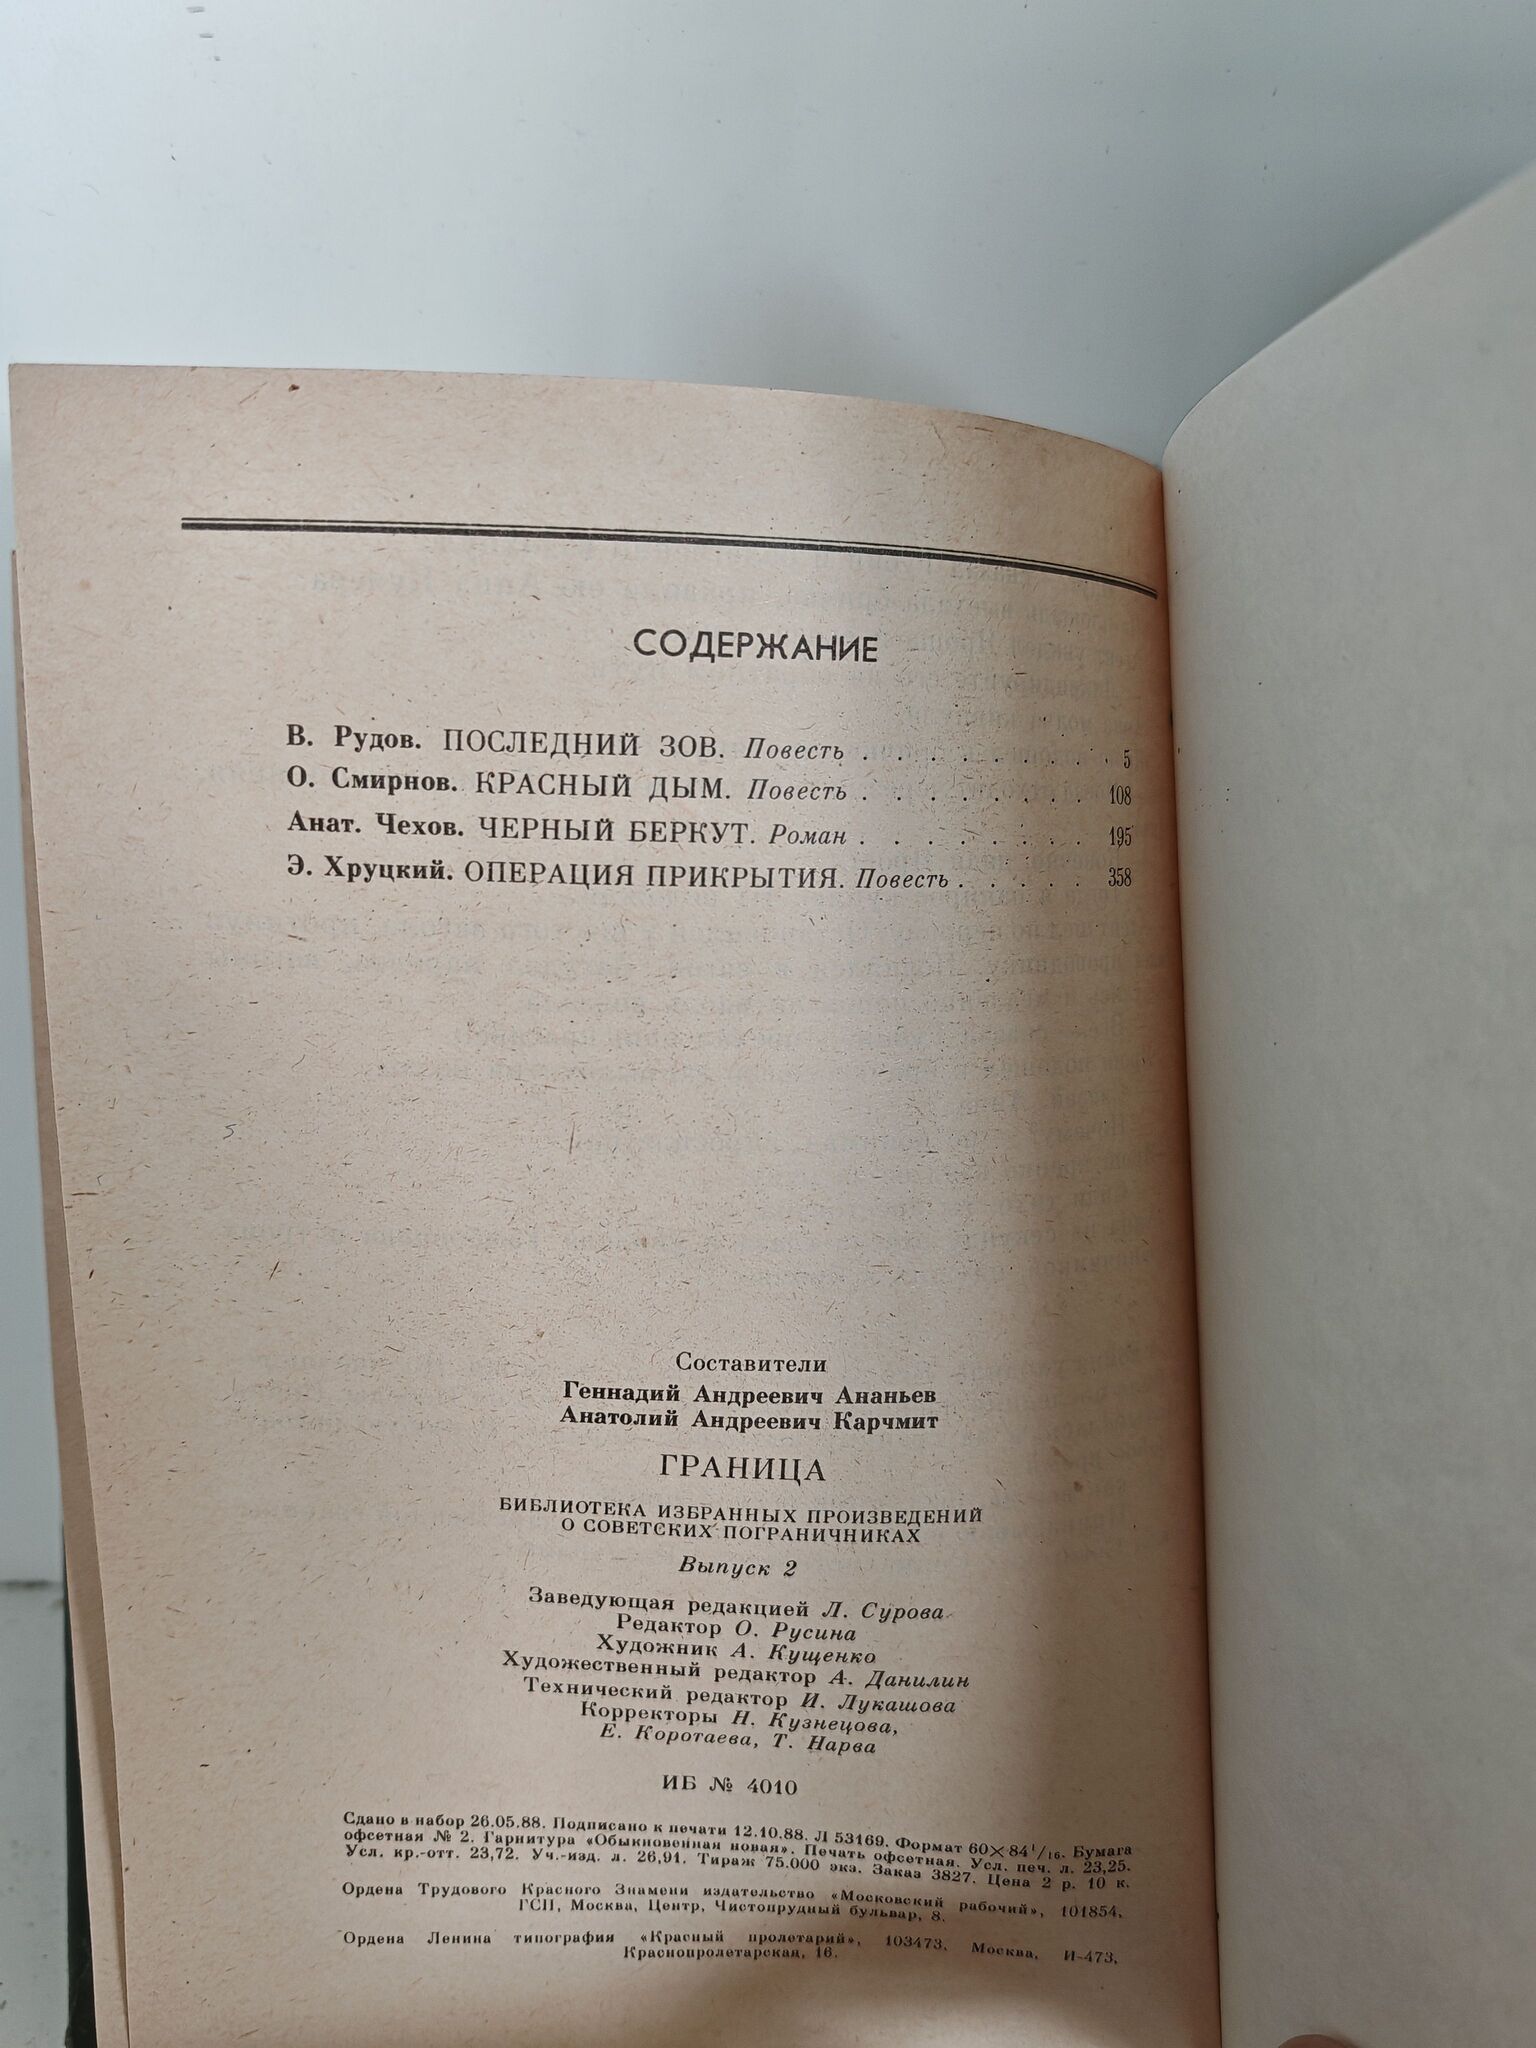 СОДЕРЖАНИЕ
В. Рудов. ПОСЛЕДНИЙ ЗОВ. Повесть . . . . . . . . 5
О. Смирнов. КРАСНЫЙ ДЫМ. Повесть . . . . . . . . 108
Анат. Чехов. ЧЕРНЫЙ БЕРКУТ. Роман . . . . . . . . 195
Э. Хруцкий. ОПЕРАЦИЯ ПРИКРЫТИЯ. Повесть . . . . . 358
Составители
Геннадий Андреевич Ананьев
Анатолий Андреевич Карчмит
ГРАНИЦА
БИБЛИОТЕКА ИЗБРАННЫХ ПРОИЗВЕДЕНИЙ
О СОВЕТСКИХ ПОГРАНИЧНИКАХ
Выпуск 2
Заведующая редакцией Л. Сурова
Редактор О. Русина
Художник А. Кущенко
Художественный редактор А. Данилин
Технический редактор И. Лукашова
Корректоры Н. Кузнецова,
Е. Коротаева, Т. Нарва
ИБ № 4010
Сдано в набор 26.05.88. Подписано к печати 12.10.88. Л 53169. Формат 60×84¹/₁₆. Бумага
офсетная № 2. Гарнитура «Обыкновенная новая». Печать офсетная. Усл. печ. л. 23,25.
Усл. кр.-отт. 23,72. Уч.-изд. л. 26,91. Тираж 75.000 экз. Заказ 3827. Цена 2 р. 10 к.
Ордена Трудового Красного Знамени издательство «Московский рабочий», 101854,
ГСП, Москва, Центр, Чистопрудный бульвар, 8.
Ордена Ленина типография «Красный пролетарий», 103473, Москва, И-473,
Краснопролетарская, 16.